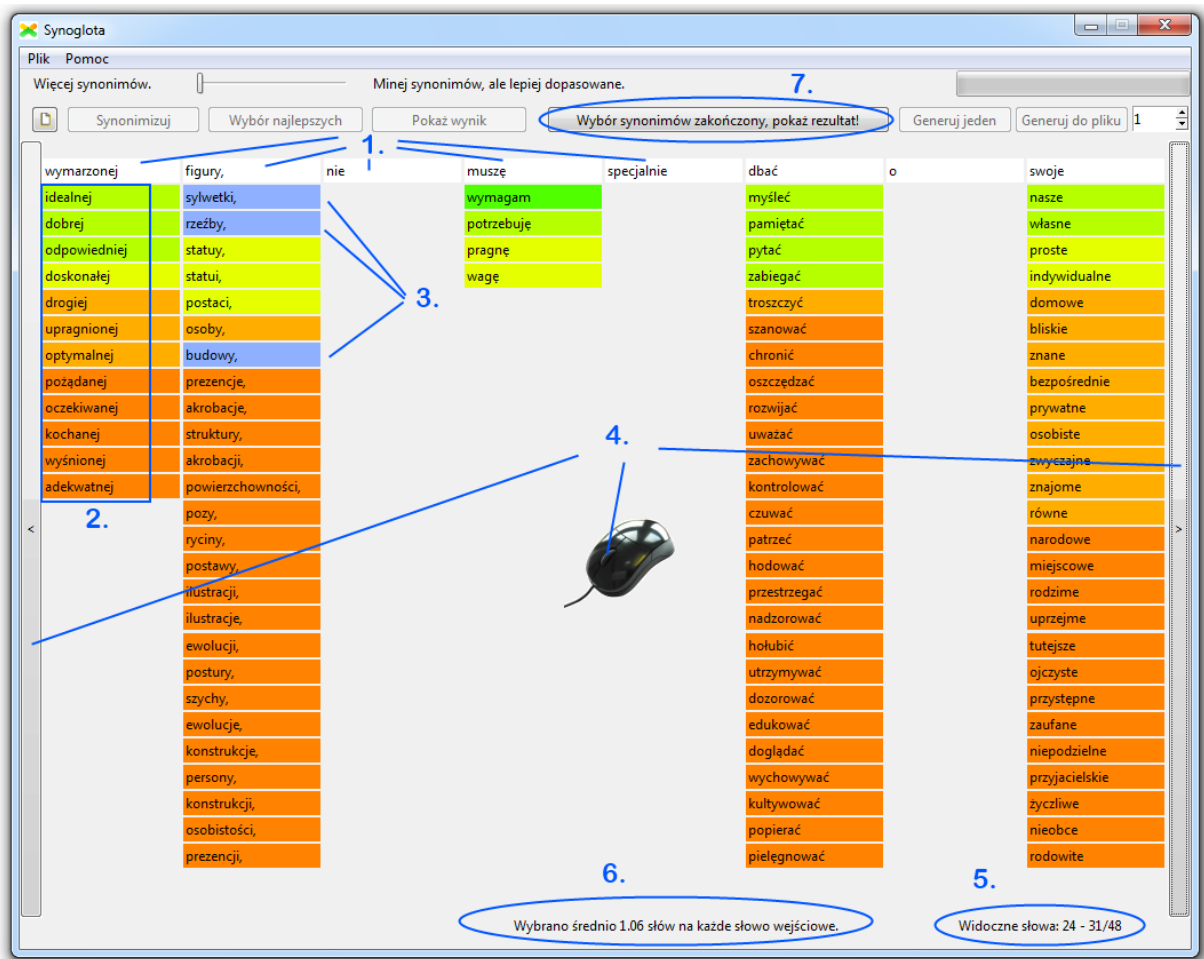 Synoglota
Plik Pomoc
Więcej synonimów. Minej synonimów, ale lepiej dopasowane. 7.
Synonimizuj Wybór najlepszych Pokaż wynik Wybór synonimów zakończony, pokaż rezultat! Generuj jeden Generuj do pliku 1
1.
wymarzonej figury, nie muszę specjalnie dbać o swoje
idealnej sylwetki, wymagam myśleć nasze
dobrej rzeźby, potrzebuję pamiętać własne
odpowiedniej statuy, pragnę pytać proste
doskonałej statui, wagę zabiegać indywidualne
drogiej postaci, 3. troszczyć domowe
upragnionej osoby, szanować bliskie
optymalnej budowy, chronić znane
pożądanej prezencje, oszczędzać bezpośrednie
oczekiwanej akrobacje, rozwijać prywatne
kochanej struktury, 4. uważać osobiste
wyśnionej akrobacji, zachowywać zwyczajne
adekwatnej powierzchowności, kontrolować znajome
2. pozy, czuwać równe
< ryciny, patrzeć narodowe >
postawy, hodować miejscowe
ilustracji, przestrzegać rodzime
ilustracje, nadzorować uprzejme
ewolucji, hołubić tutejsze
postury, utrzymywać ojczyste
szychy, dozorować przystępne
ewolucje, edukować zaufane
konstrukcje, doglądać niepodzielne
persony, wychowywać przyjacielskie
konstrukcji, kultywować życzliwe
osobistości, popierać nieobce
prezencji, pielęgnować rodowite
6. 5.
Wybrano średnio 1.06 słów na każde słowo wejściowe. Widoczne słowa: 24 - 31/48